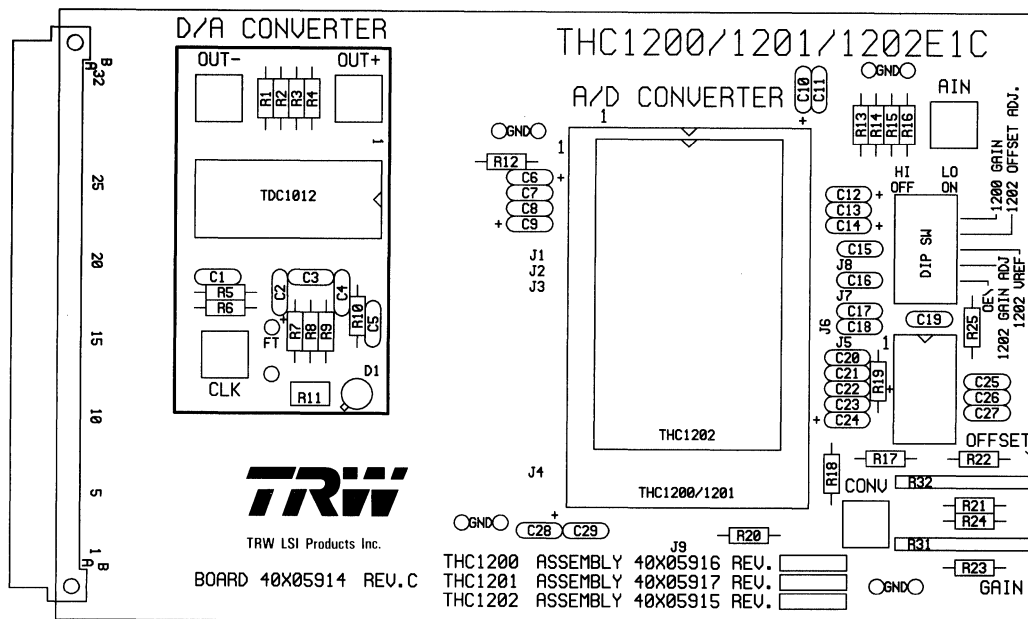 D/A CONVERTER
THC1200/1201/1202E1C
B
A
32
25
20
15
10
5
1
A
B
OUT-
OUT+
R1
R2
R3
R4
1
TDC1012
C1
R5
R6
C2
C3
C4
+
R7
R8
R9
R10
C5
FT
CLK
R11
D1
TRW
TRW LSI Products Inc.
BOARD 40X05914 REV.C
A/D CONVERTER
C10
C11
+
1
1
GND
R12
C6 +
C7
C8
+ C9
J1
J2
J3
J4
THC1202
THC1200/1201
GND
+
C28
C29
GND
AIN
R13
R14
R15
R16
HI
OFF
LO
ON
1200 GAIN
1202 OFFSET ADJ.
C12 +
C13
C14 +
C15
J8
C16
J7
C17
J6
C18
J5
DIP SW
OE\
1202 GAIN ADJ
1202 VREF
C19
R25
1
C20
C21
C22
C23
+ C24
R19
+
C25
C26
C27
OFFSET
R18
R17
R22
CONV
R32
R21
R24
R31
R23
GAIN
R20
J9
GND
THC1200 ASSEMBLY 40X05916 REV.
THC1201 ASSEMBLY 40X05917 REV.
THC1202 ASSEMBLY 40X05915 REV.